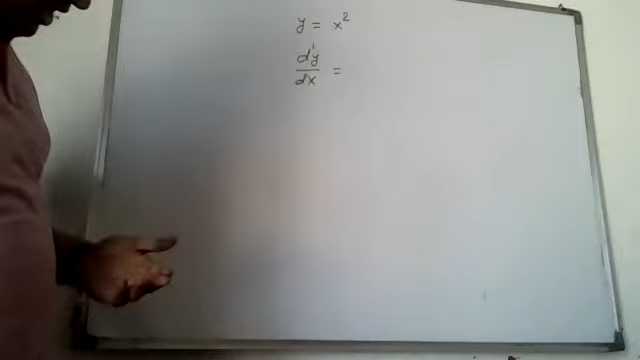 y = x²
dy/dx =